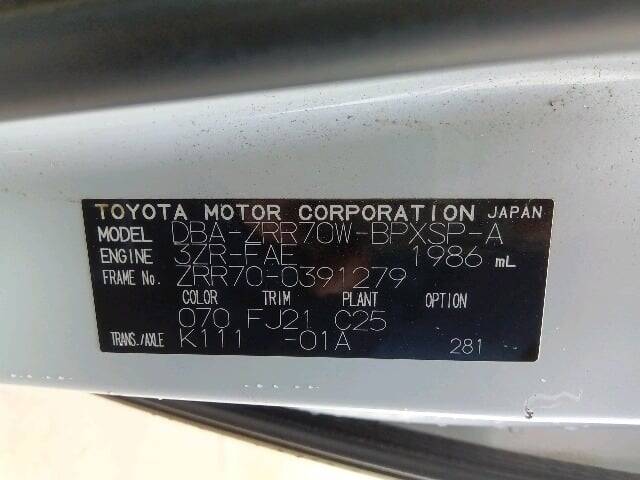 TOYOTA MOTOR CORPORATION JAPAN
MODEL DBA-ZRR70W-BPXSP-A
ENGINE 3ZR-FAE 1986 mL
FRAME No. ZRR70-0391279
COLOR TRIM PLANT OPTION
070 FJ21 C25
TRANS./AXLE K111 -01A 281